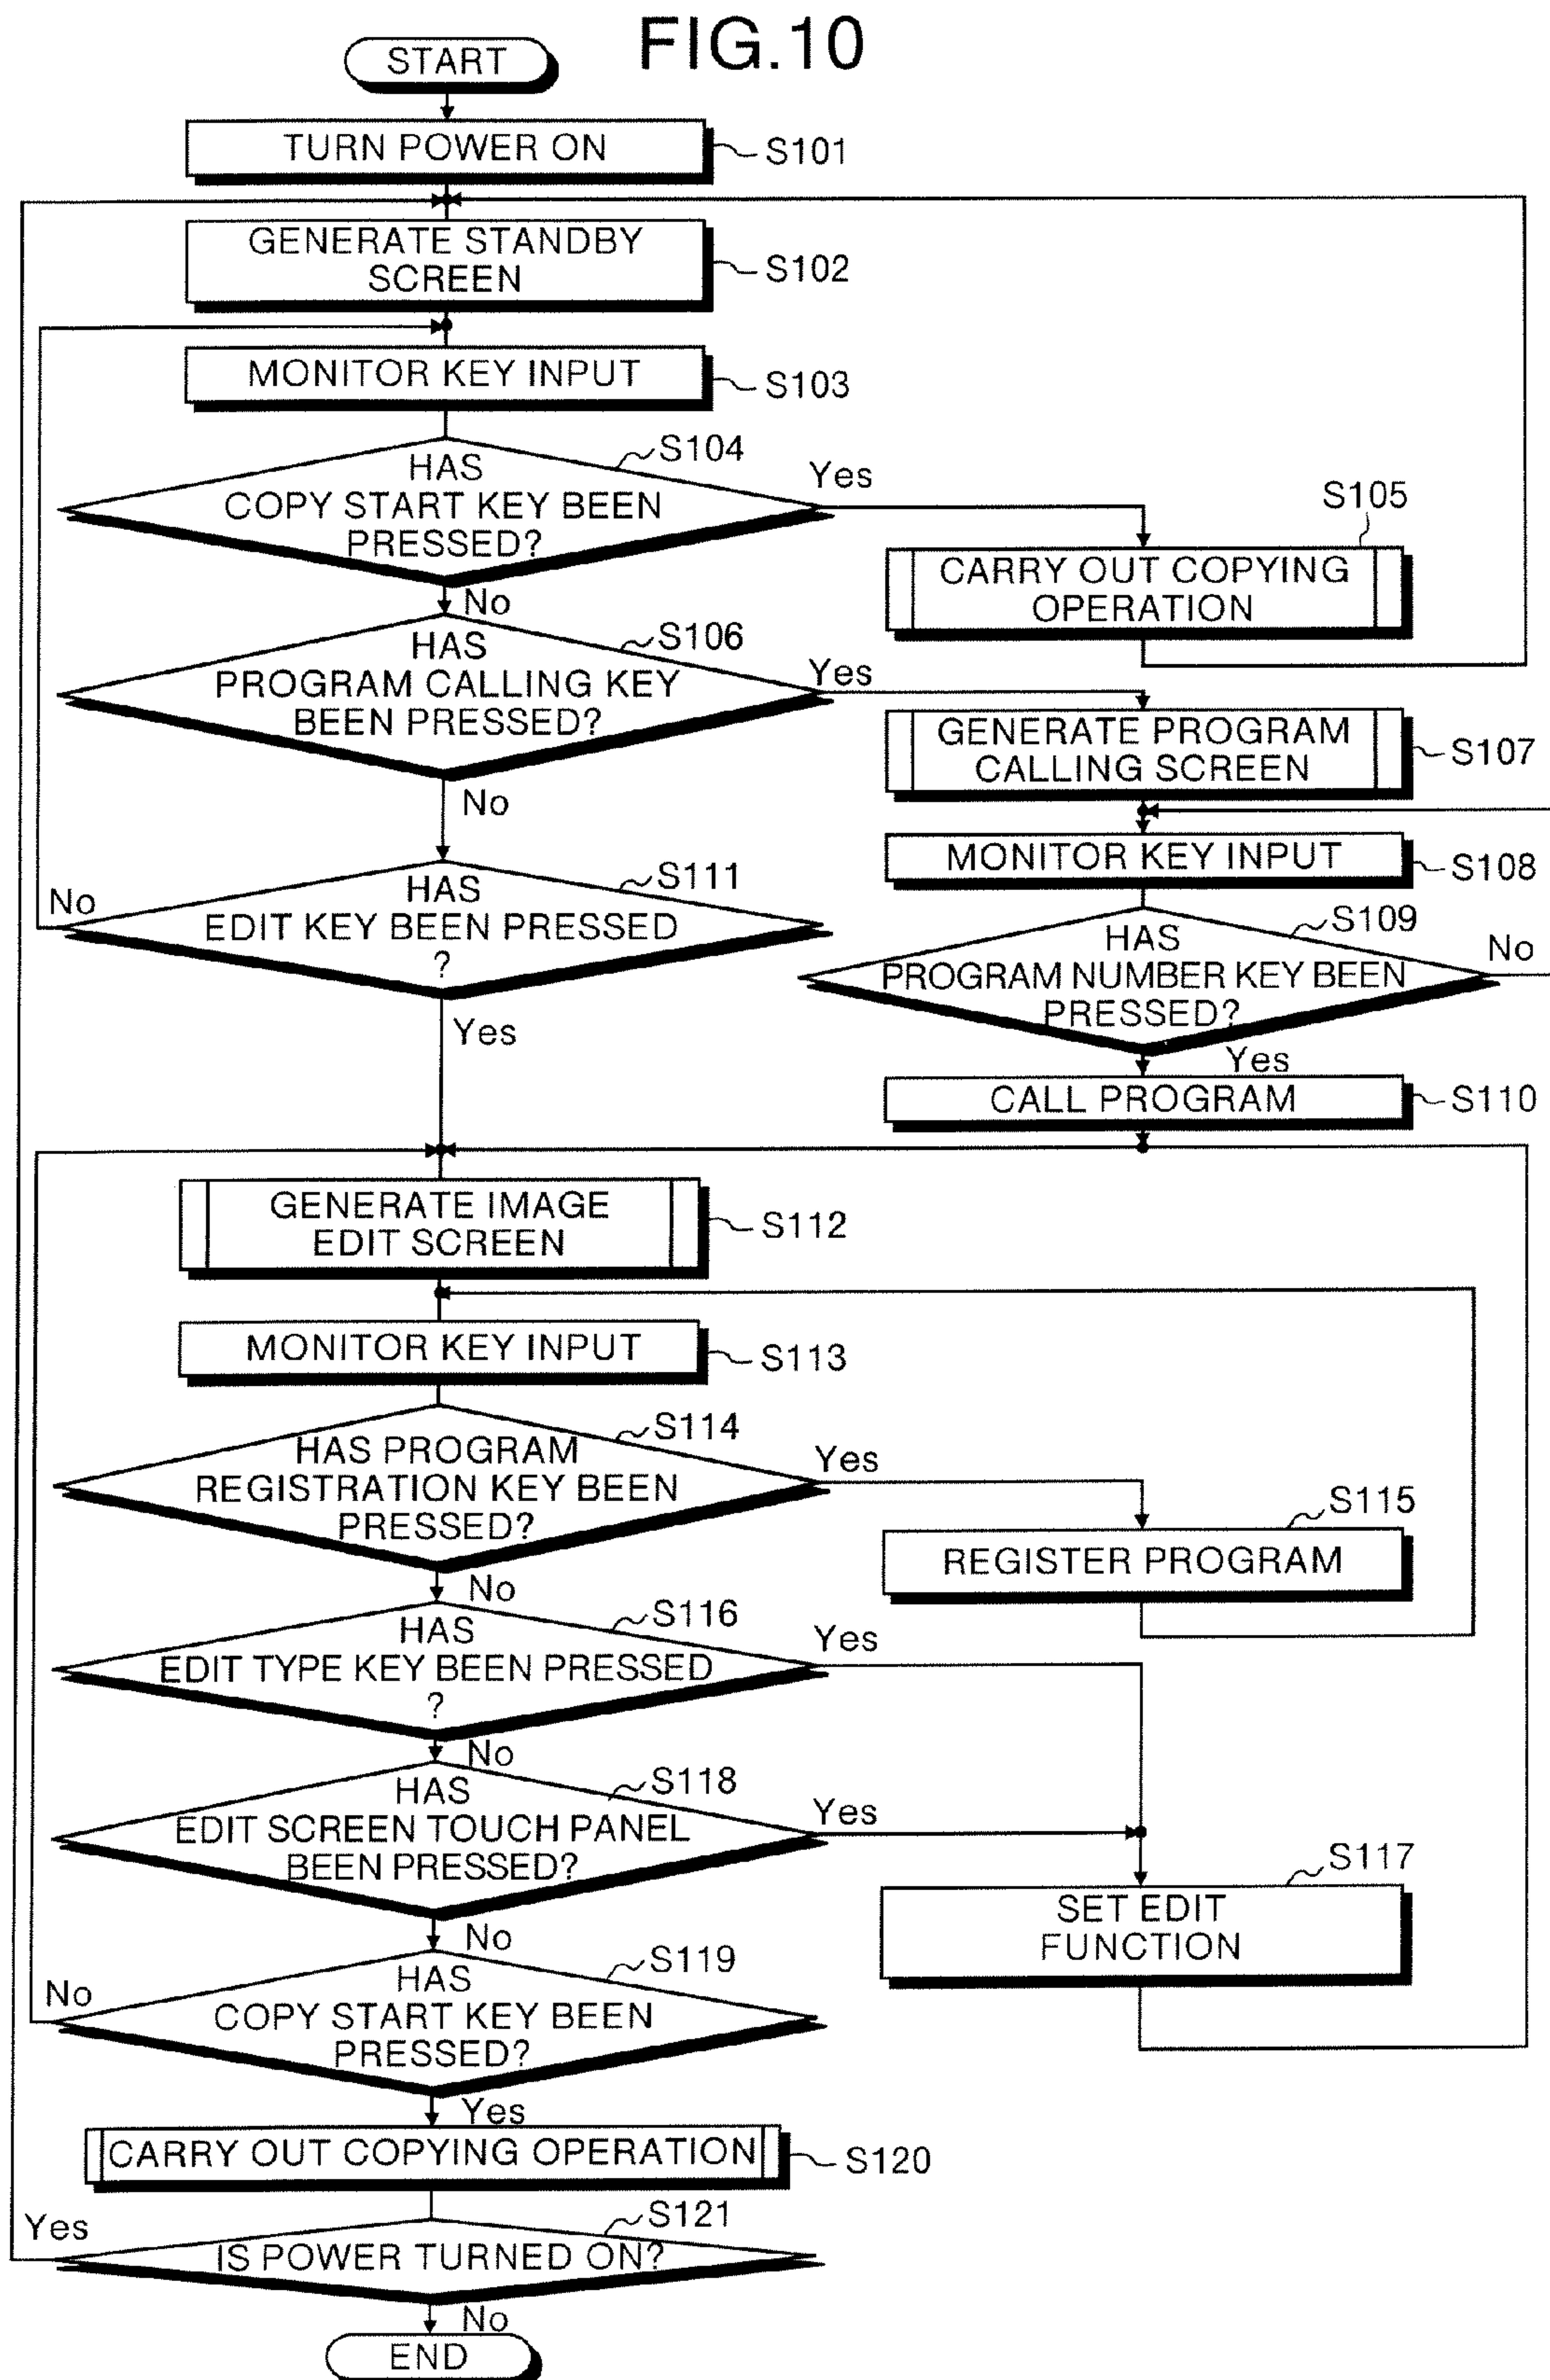 FIG.10
START
TURN POWER ON
S101
GENERATE STANDBY
SCREEN
S102
MONITOR KEY INPUT
S103
S104
HAS
COPY START KEY BEEN
PRESSED?
Yes
No
S105
CARRY OUT COPYING
OPERATION
S106
HAS
PROGRAM CALLING KEY
BEEN PRESSED?
Yes
No
GENERATE PROGRAM
CALLING SCREEN
S107
MONITOR KEY INPUT
S108
S109
HAS
PROGRAM NUMBER KEY BEEN
PRESSED?
No
Yes
CALL PROGRAM
S110
S111
HAS
EDIT KEY BEEN PRESSED
?
No
Yes
GENERATE IMAGE
EDIT SCREEN
S112
MONITOR KEY INPUT
S113
S114
HAS PROGRAM
REGISTRATION KEY BEEN
PRESSED?
Yes
No
S115
REGISTER PROGRAM
S116
HAS
EDIT TYPE KEY BEEN PRESSED
?
Yes
No
S118
HAS
EDIT SCREEN TOUCH PANEL
BEEN PRESSED?
Yes
No
S117
SET EDIT
FUNCTION
S119
HAS
COPY START KEY BEEN
PRESSED?
No
Yes
CARRY OUT COPYING OPERATION
S120
S121
IS POWER TURNED ON?
Yes
No
END